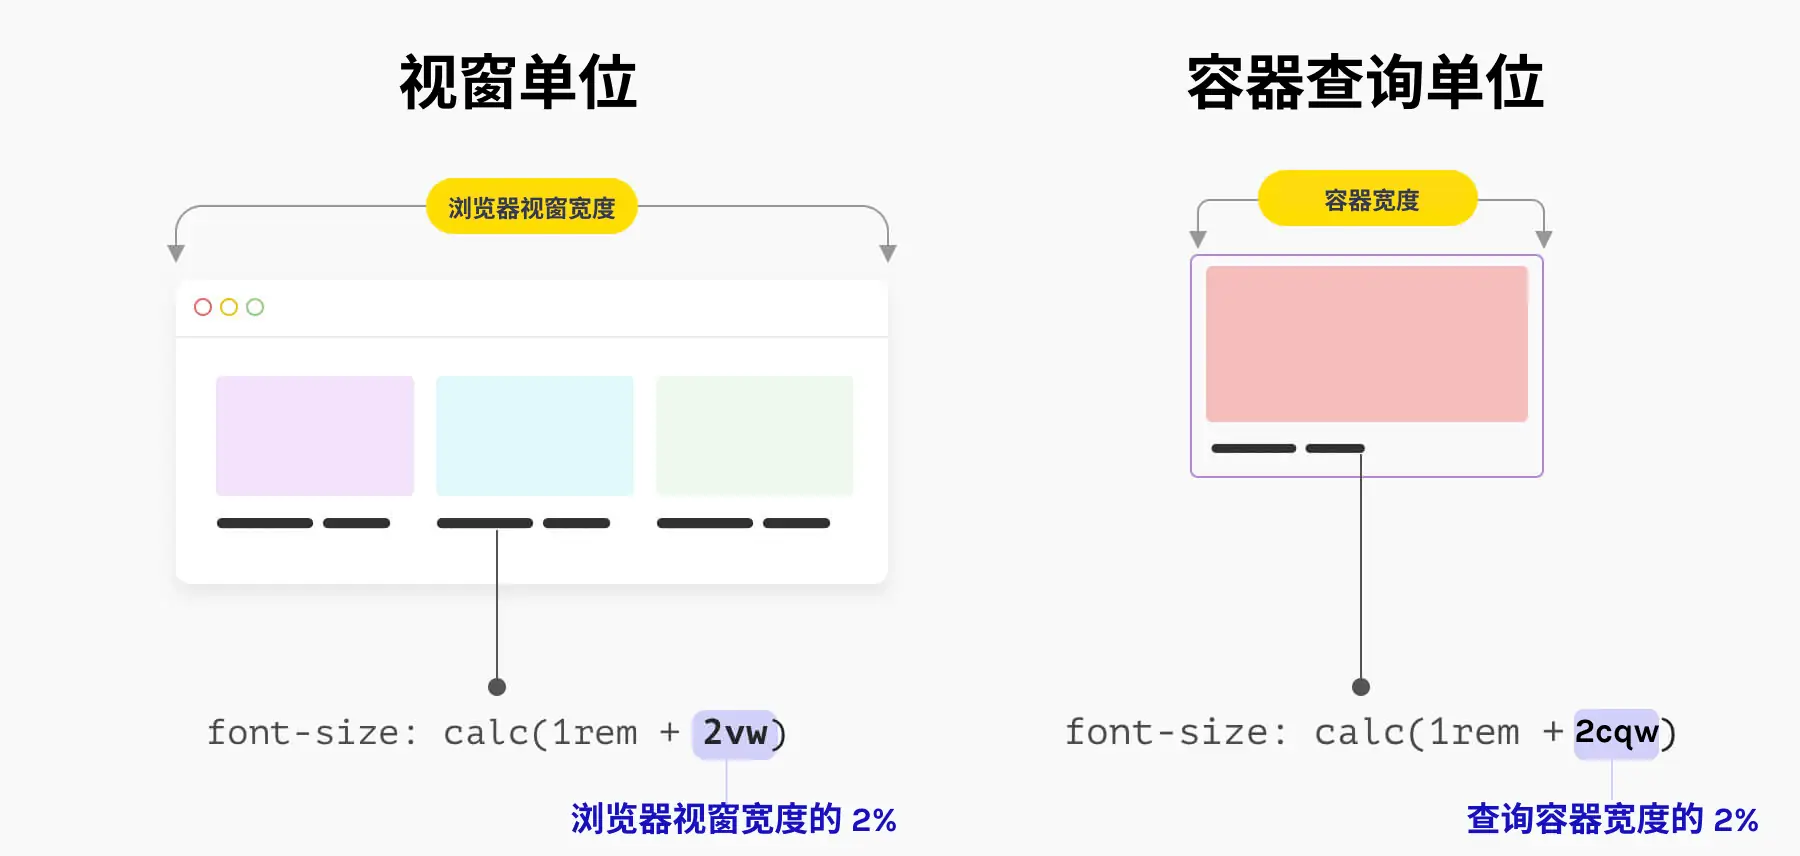 视窗单位
浏览器视窗宽度
font-size: calc(1rem + 2vw)
浏览器视窗宽度的 2%
容器查询单位
容器宽度
font-size: calc(1rem + 2cqw)
查询容器宽度的 2%